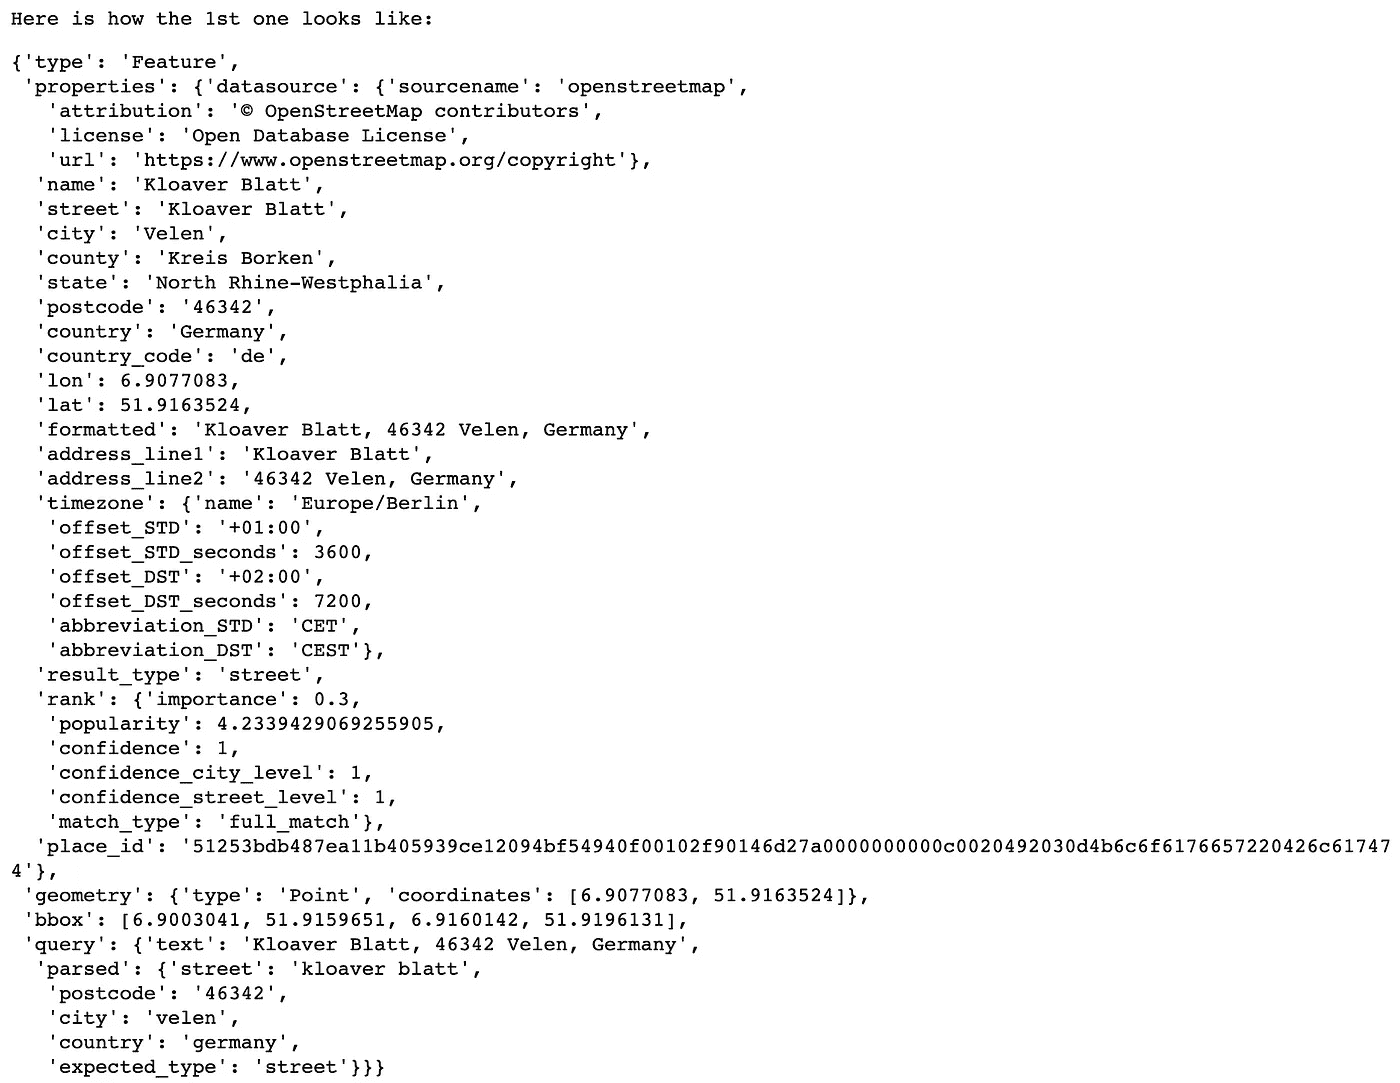 Here is how the 1st one looks like:
{'type': 'Feature',
'properties': {'datasource': {'sourcename': 'openstreetmap',
'attribution': '© OpenStreetMap contributors',
'license': 'Open Database License',
'url': 'https://www.openstreetmap.org/copyright'},
'name': 'Kloaver Blatt',
'street': 'Kloaver Blatt',
'city': 'Velen',
'county': 'Kreis Borken',
'state': 'North Rhine-Westphalia',
'postcode': '46342',
'country': 'Germany',
'country_code': 'de',
'lon': 6.9077083,
'lat': 51.9163524,
'formatted': 'Kloaver Blatt, 46342 Velen, Germany',
'address_line1': 'Kloaver Blatt',
'address_line2': '46342 Velen, Germany',
'timezone': {'name': 'Europe/Berlin',
'offset_STD': '+01:00',
'offset_STD_seconds': 3600,
'offset_DST': '+02:00',
'offset_DST_seconds': 7200,
'abbreviation_STD': 'CET',
'abbreviation_DST': 'CEST'},
'result_type': 'street',
'rank': {'importance': 0.3,
'popularity': 4.2339429069255905,
'confidence': 1,
'confidence_city_level': 1,
'confidence_street_level': 1,
'match_type': 'full_match'},
'place_id': '51253bdb487ea11b405939ce12094bf54940f00102f90146d27a0000000000c0020492030d4b6c6f6176657220426c61747
4'},
'geometry': {'type': 'Point', 'coordinates': [6.9077083, 51.9163524]},
'bbox': [6.9003041, 51.9159651, 6.9160142, 51.9196131],
'query': {'text': 'Kloaver Blatt, 46342 Velen, Germany',
'parsed': {'street': 'kloaver blatt',
'postcode': '46342',
'city': 'velen',
'country': 'germany',
'expected_type': 'street'}}}